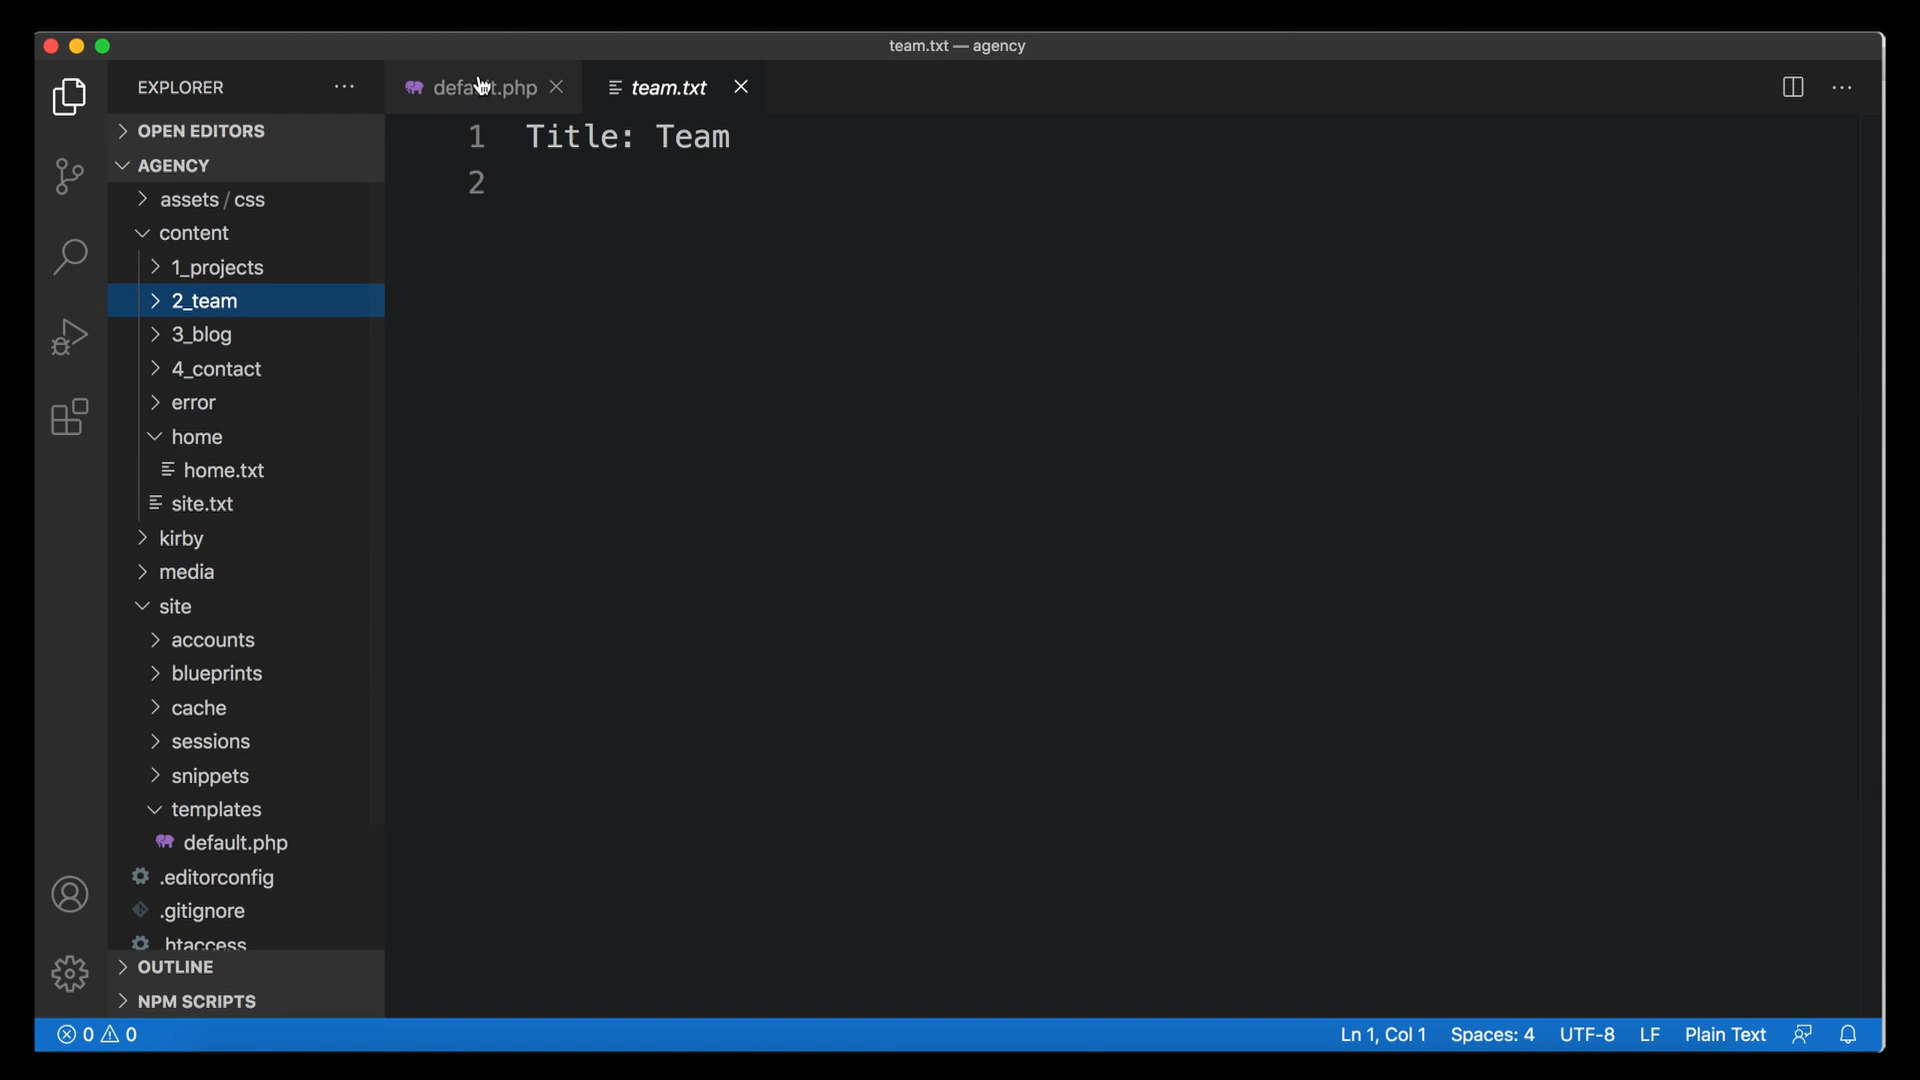 team.txt — agency
EXPLORER
default.php
team.txt
OPEN EDITORS
AGENCY
assets / css
content
1_projects
2_team
3_blog
4_contact
error
home
home.txt
site.txt
kirby
media
site
accounts
blueprints
cache
sessions
snippets
templates
default.php
.editorconfig
.gitignore
.htaccess
OUTLINE
NPM SCRIPTS
1 Title: Team
2
0 0
Ln 1, Col 1 Spaces: 4 UTF-8 LF Plain Text